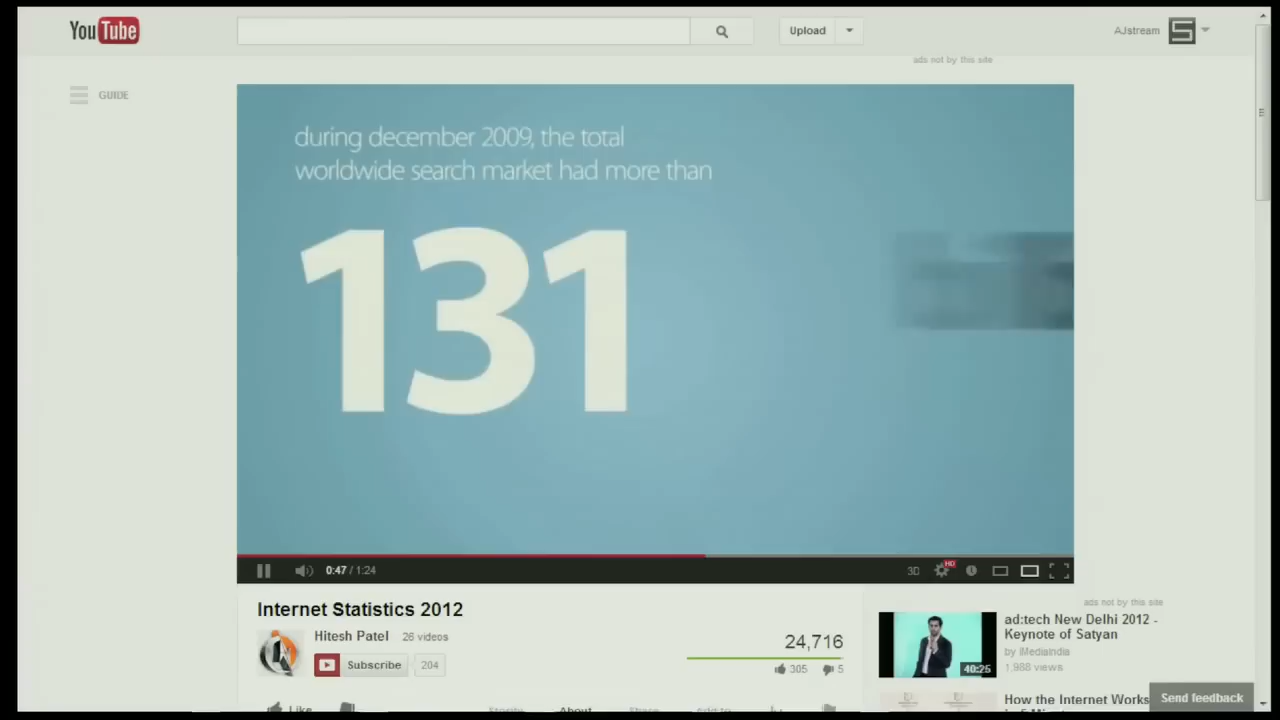 YouTube
Upload
AJstream
ads not by this site
GUIDE
during december 2009, the total
worldwide search market had more than
131
0:47 / 1:24
3D
HD
Internet Statistics 2012
Hitesh Patel 26 videos
Subscribe 204
24,716
305 5
Like
About
ads not by this site
ad:tech New Delhi 2012 -
Keynote of Satyan
by iMediaIndia
1,988 views
40:25
How the Internet Works
Send feedback